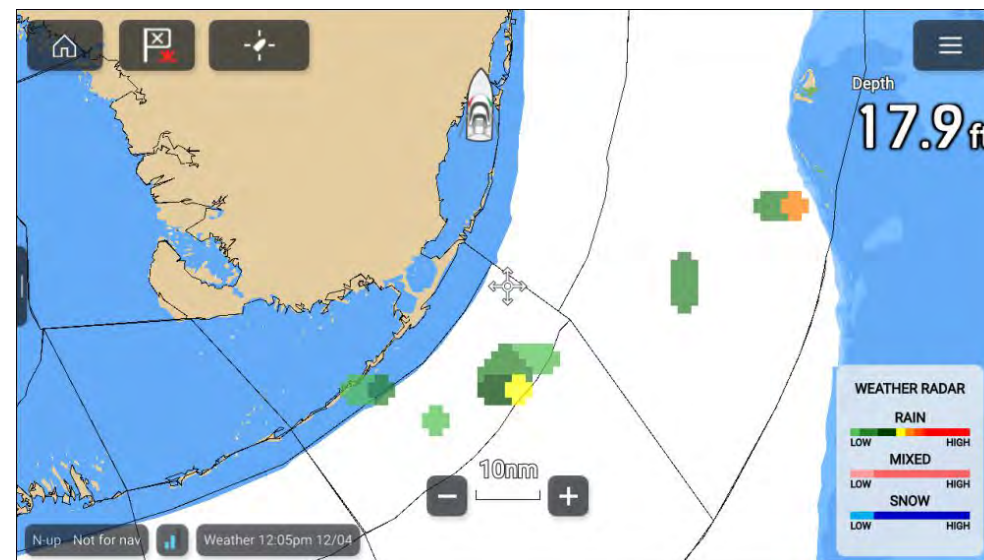 Depth
17.9 ft
WEATHER RADAR
RAIN
LOW HIGH
MIXED
LOW HIGH
SNOW
LOW HIGH
10nm
N-up Not for nav
Weather 12:05pm 12/04